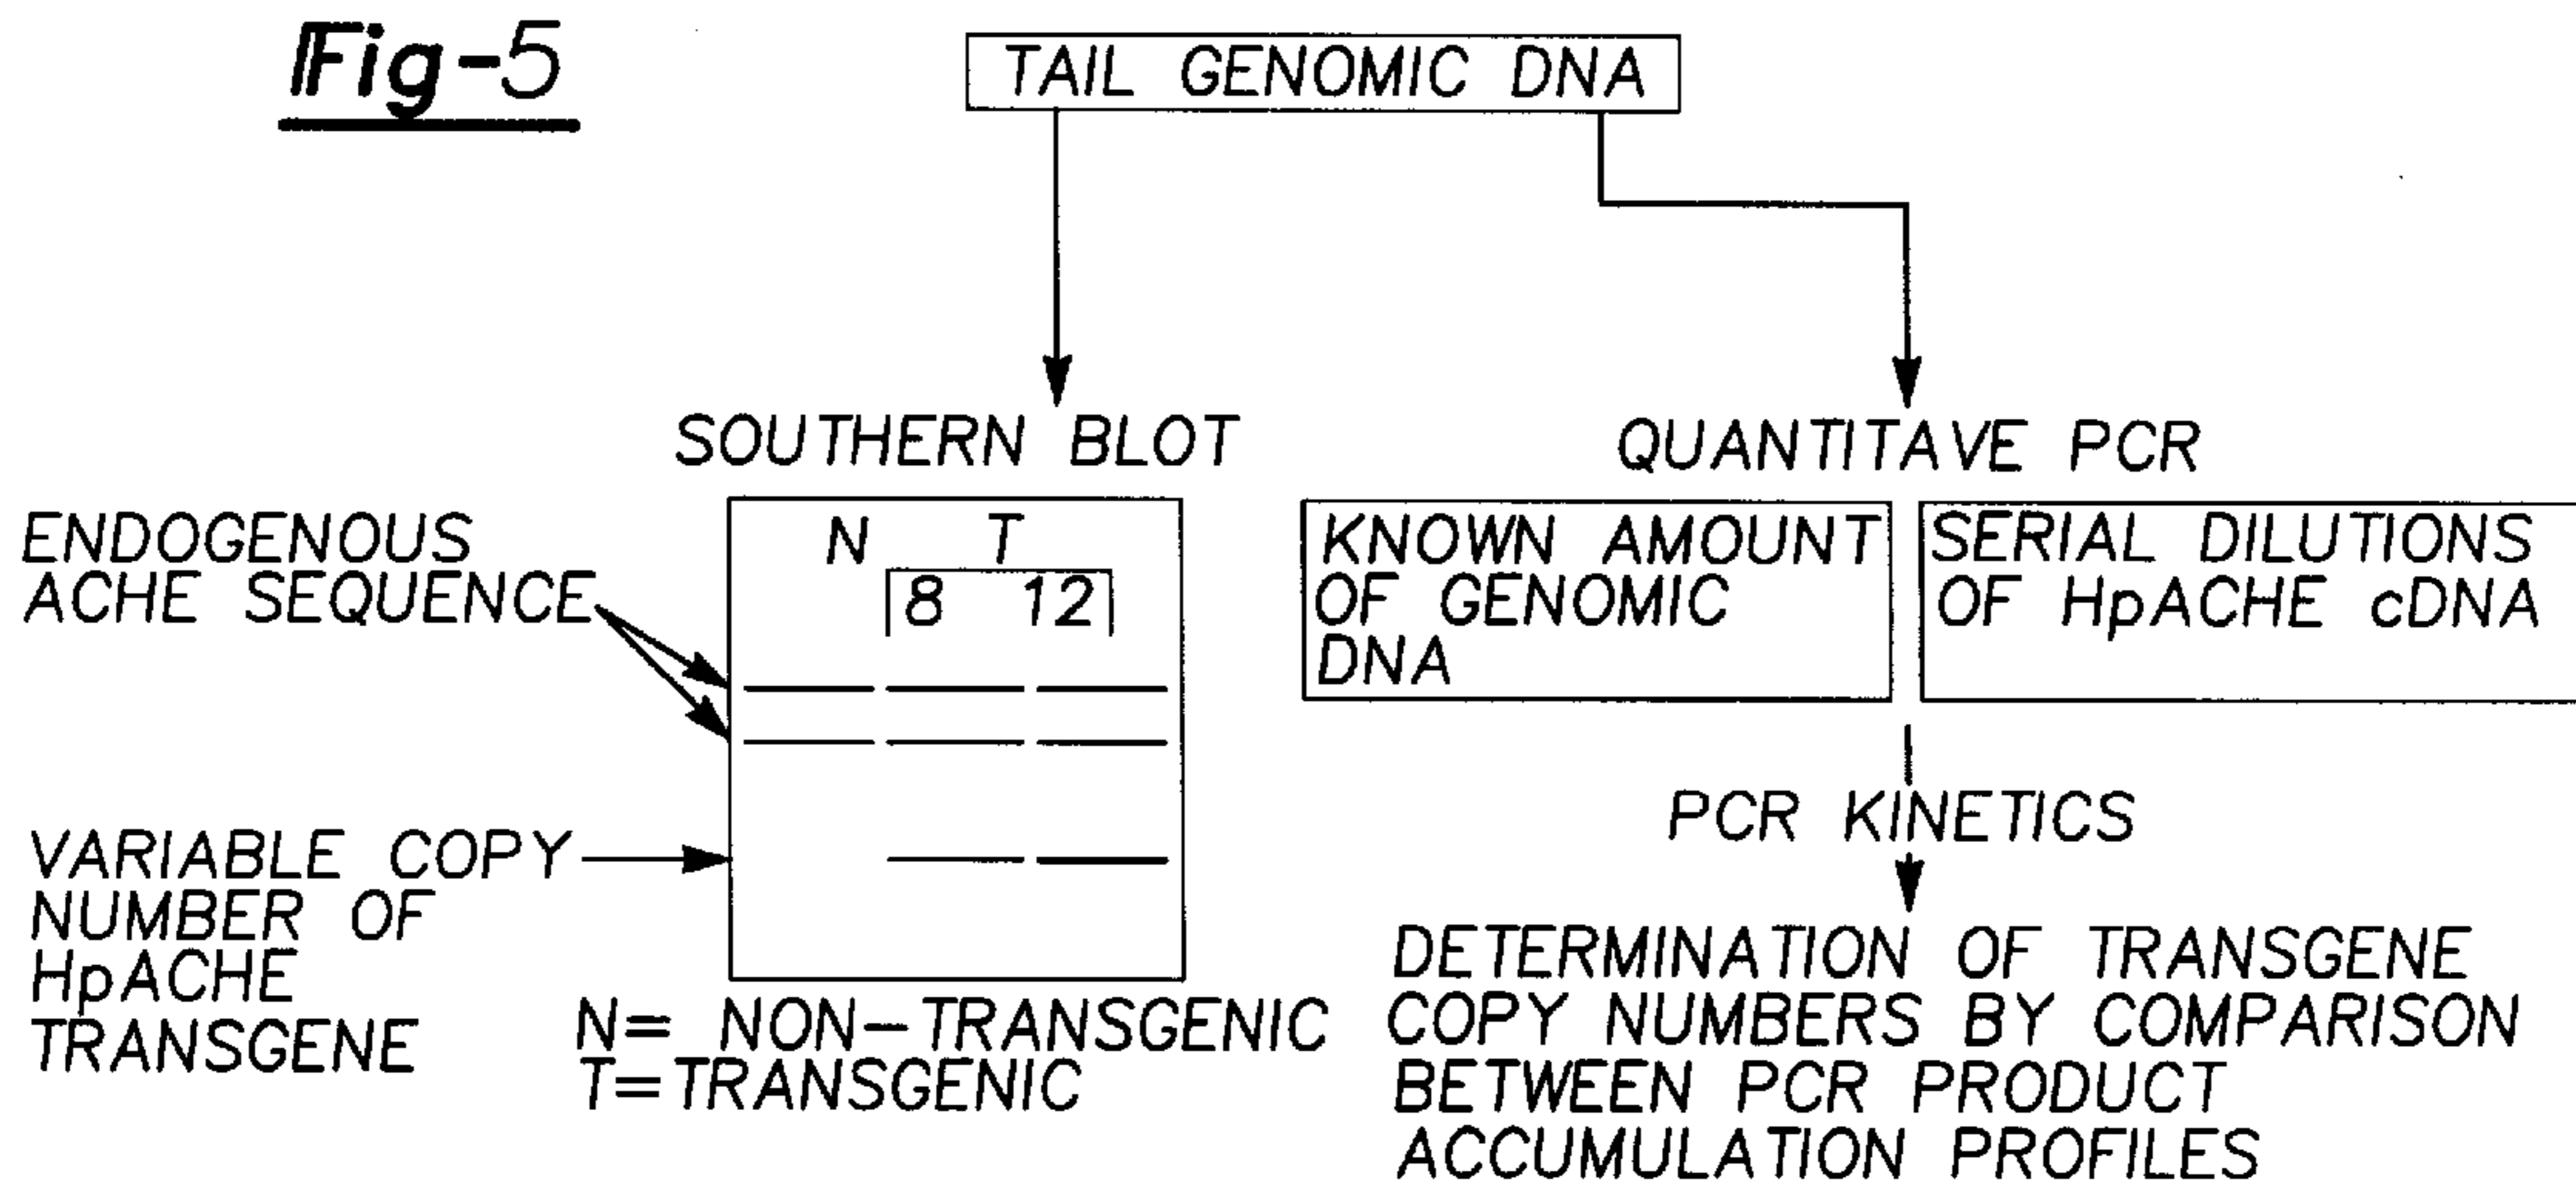 Fig-5
TAIL GENOMIC DNA
SOUTHERN BLOT
N T
8 12
ENDOGENOUS
ACHE SEQUENCE
VARIABLE COPY
NUMBER OF
HpACHE
TRANSGENE
N= NON-TRANSGENIC
T=TRANSGENIC
QUANTITAVE PCR
KNOWN AMOUNT
OF GENOMIC
DNA
SERIAL DILUTIONS
OF HpACHE cDNA
PCR KINETICS
DETERMINATION OF TRANSGENE
COPY NUMBERS BY COMPARISON
BETWEEN PCR PRODUCT
ACCUMULATION PROFILES